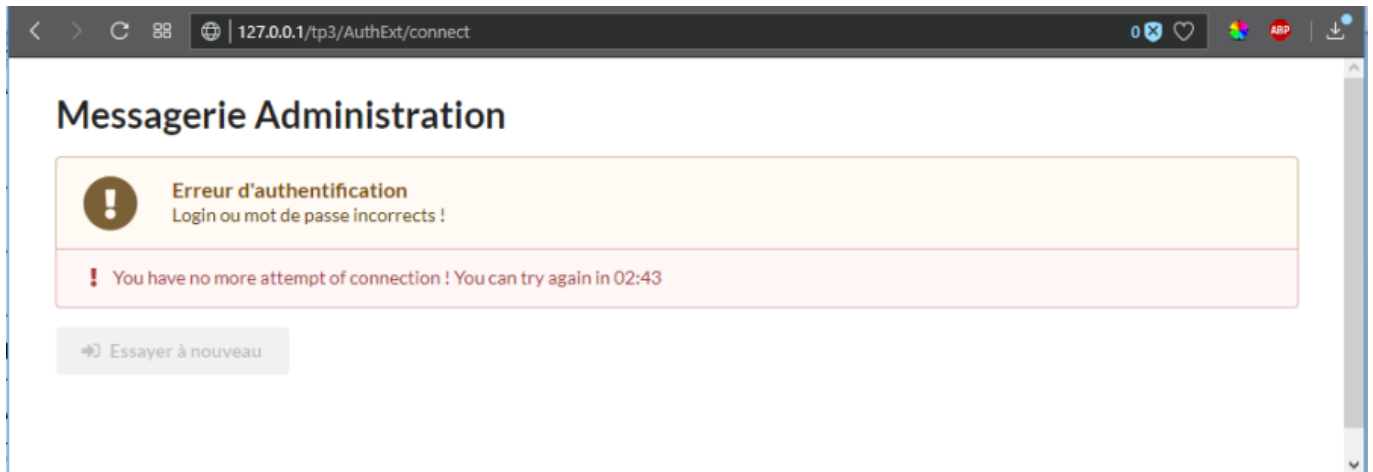 127.0.0.1/tp3/AuthExt/connect
0
ABP
Messagerie Administration
Erreur d'authentification
Login ou mot de passe incorrects !
! You have no more attempt of connection ! You can try again in 02:43
Essayer à nouveau